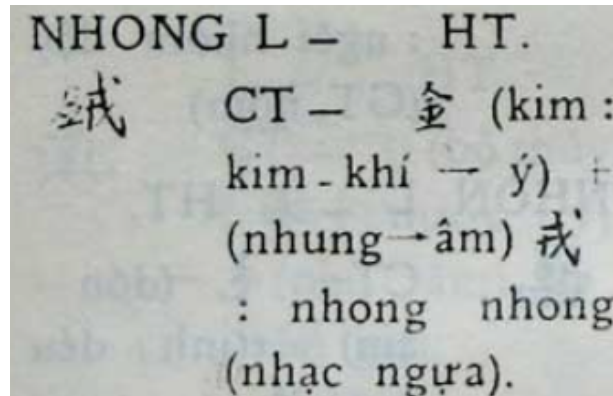 NHONG L – HT.
CT – 金 (kim :
kim - khí → ý) +
(nhung→âm) 戎
: nhong nhong
(nhạc ngựa).